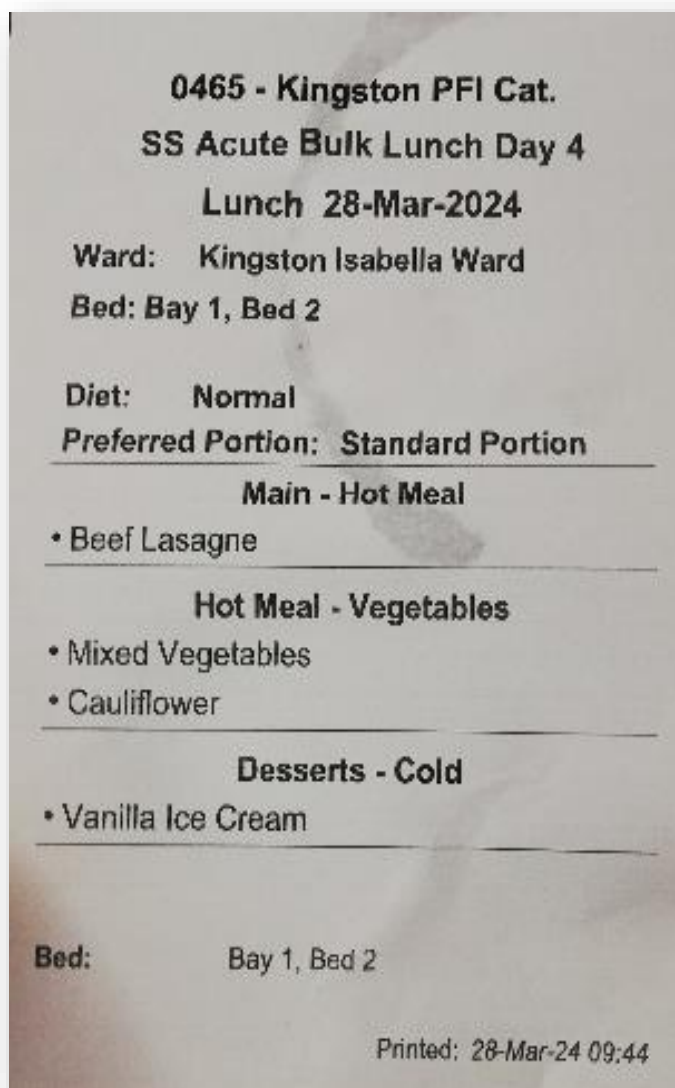 0465 - Kingston PFI Cat.
SS Acute Bulk Lunch Day 4
Lunch 28-Mar-2024
Ward: Kingston Isabella Ward
Bed: Bay 1, Bed 2
Diet: Normal
Preferred Portion: Standard Portion
Main - Hot Meal
• Beef Lasagne
Hot Meal - Vegetables
• Mixed Vegetables
• Cauliflower
Desserts - Cold
• Vanilla Ice Cream
Bed: Bay 1, Bed 2
Printed: 28-Mar-24 09:44